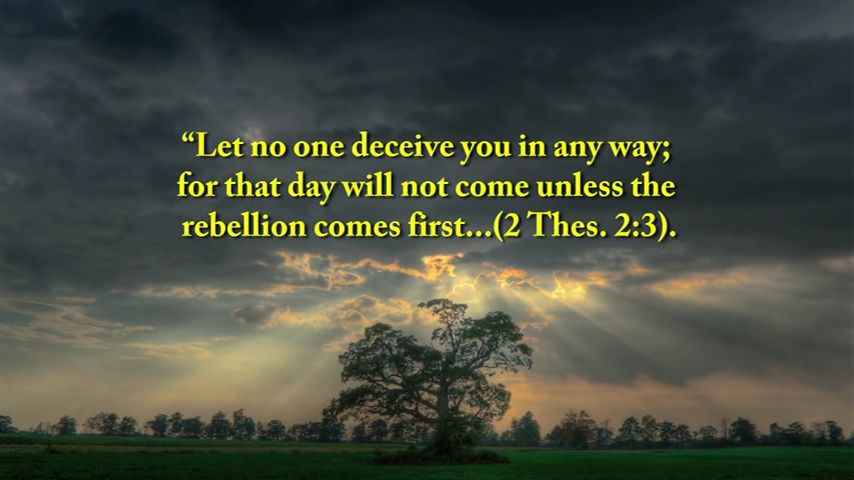 “Let no one deceive you in any way;
for that day will not come unless the
rebellion comes first...(2 Thes. 2:3).